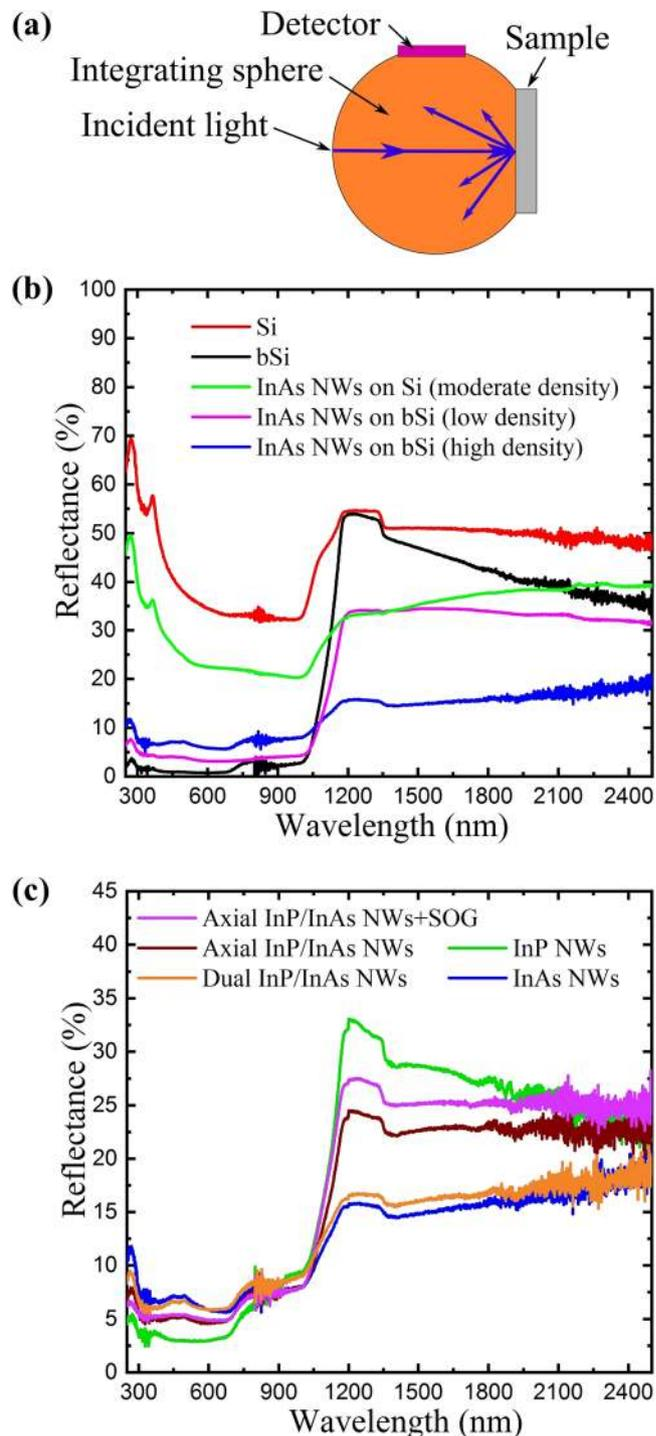 (a)
Detector
Sample
Integrating sphere
Incident light
(b)
100
90
80
70
60
50
40
30
20
10
0
Reflectance (%)
Si
bSi
InAs NWs on Si (moderate density)
InAs NWs on bSi (low density)
InAs NWs on bSi (high density)
300 600 900 1200 1500 1800 2100 2400
Wavelength (nm)
(c)
45
40
35
30
25
20
15
10
5
0
Reflectance (%)
Axial InP/InAs NWs+SOG
Axial InP/InAs NWs InP NWs
Dual InP/InAs NWs InAs NWs
300 600 900 1200 1500 1800 2100 2400
Wavelength (nm)